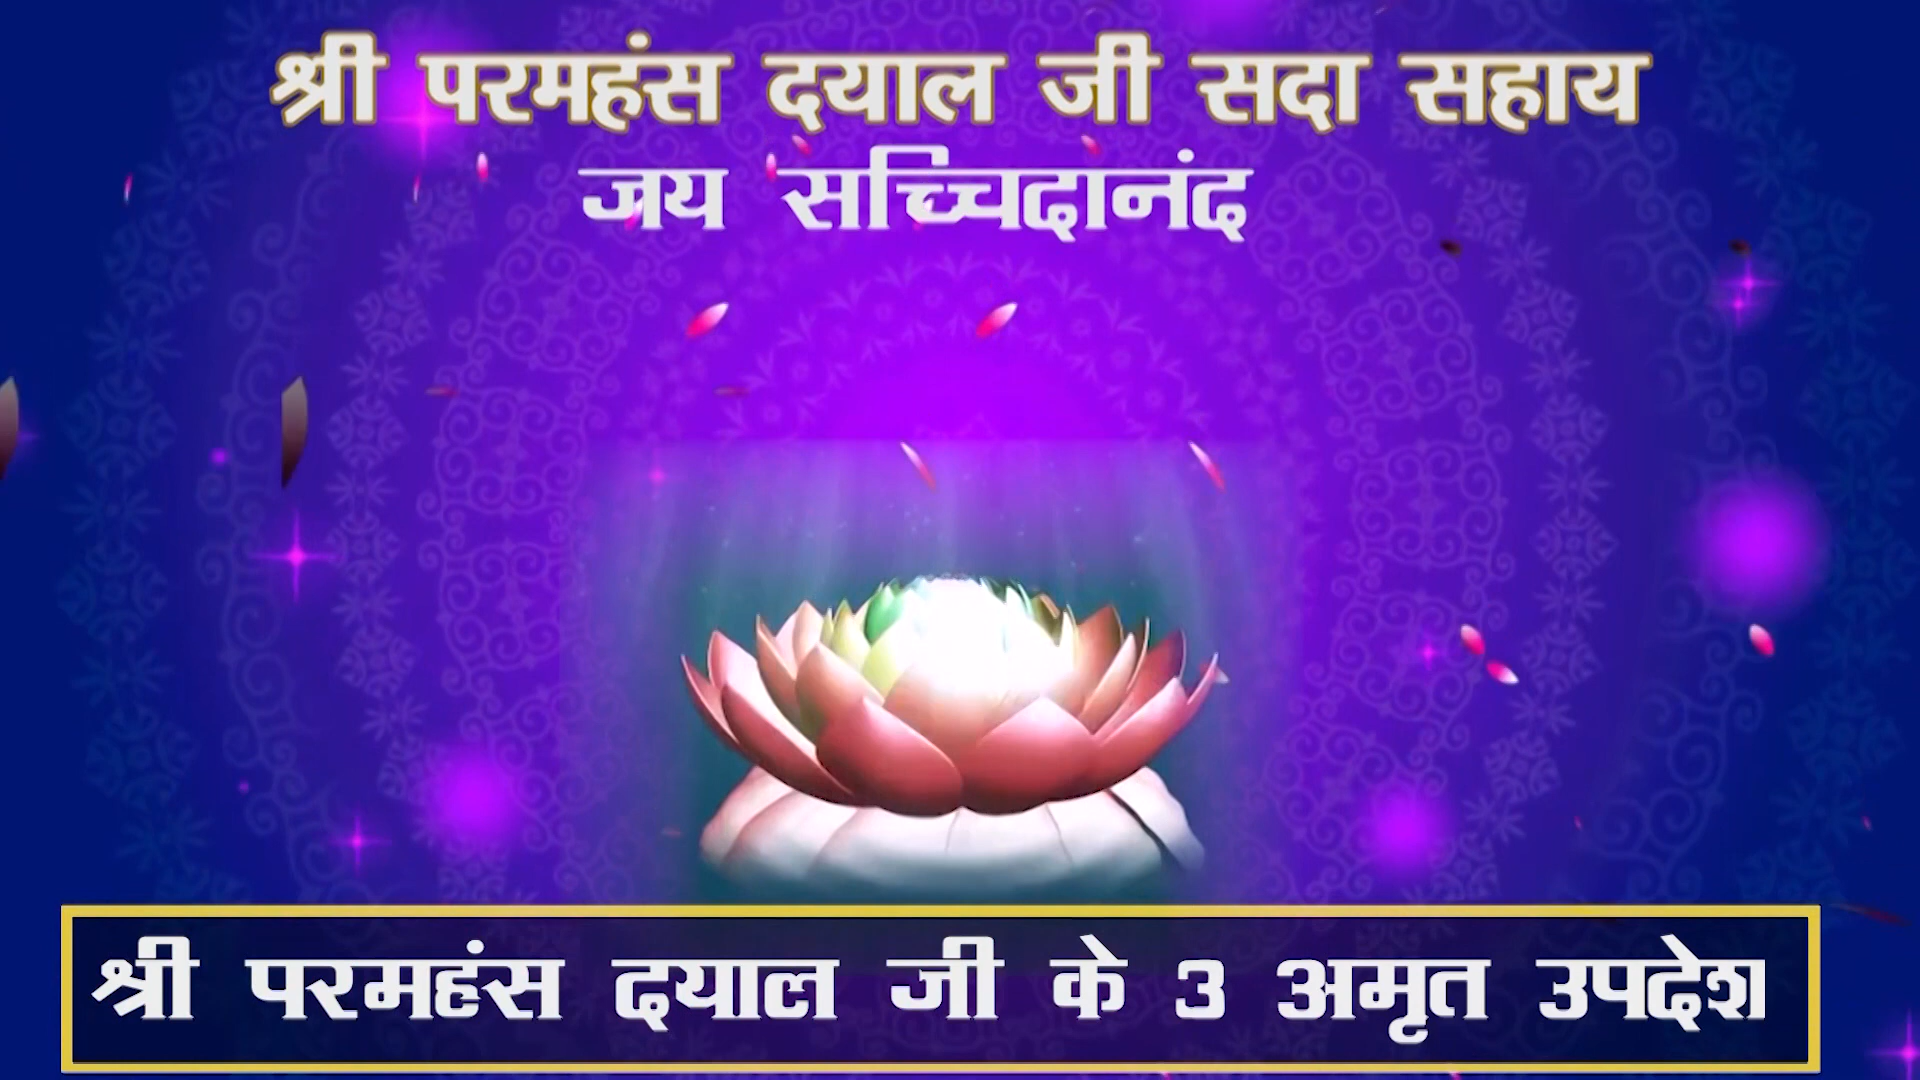 श्री परमहंस दयाल जी सदा सहाय
जय सच्चिदानंद
श्री परमहंस दयाल जी के 3 अमृत उपदेश